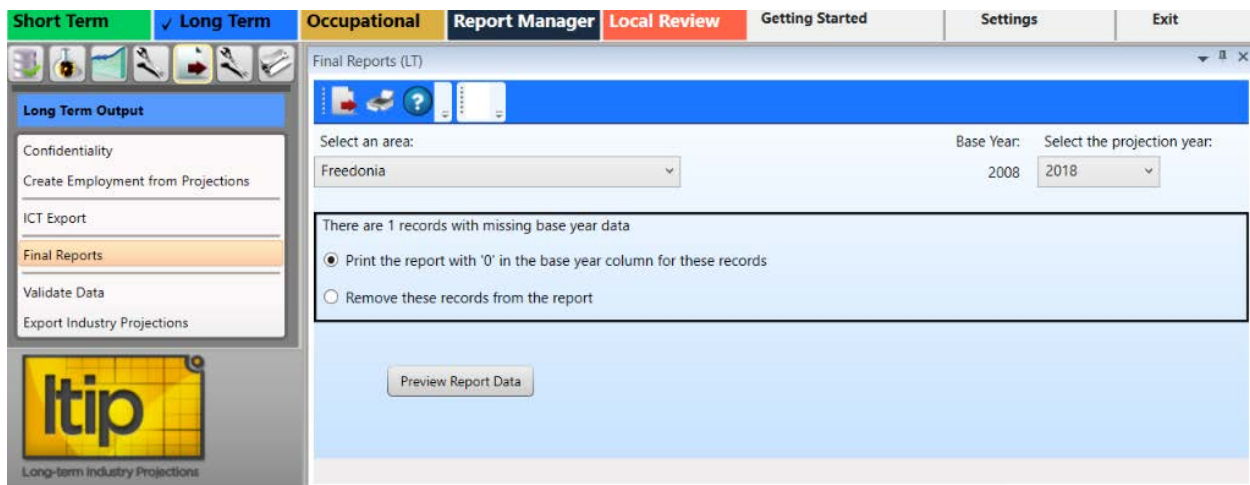 Short Term ✓ Long Term Occupational Report Manager Local Review Getting Started Settings Exit
Final Reports (LT)
Long Term Output
Confidentiality
Create Employment from Projections
ICT Export
Final Reports
Validate Data
Export Industry Projections
ltip
Long-term Industry Projections
Select an area: Base Year: Select the projection year:
Freedonia 2008 2018
There are 1 records with missing base year data
Print the report with '0' in the base year column for these records
Remove these records from the report
Preview Report Data